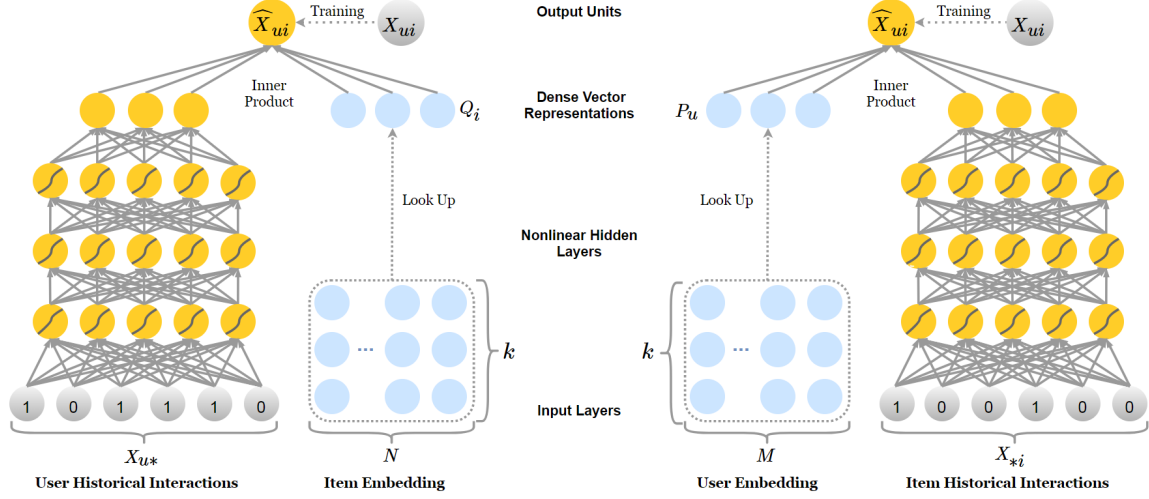 Output Units
X̂ui
Training
Xui
X̂ui
Training
Xui
Inner
Product
Qi
Dense Vector
Representations
Pu
Inner
Product
Look Up
Nonlinear Hidden
Layers
Look Up
...
k
k
...
Input Layers
1 0 1 1 1 0
1 0 0 1 0 0
Xu*
N
M
X*i
User Historical Interactions
Item Embedding
User Embedding
Item Historical Interactions